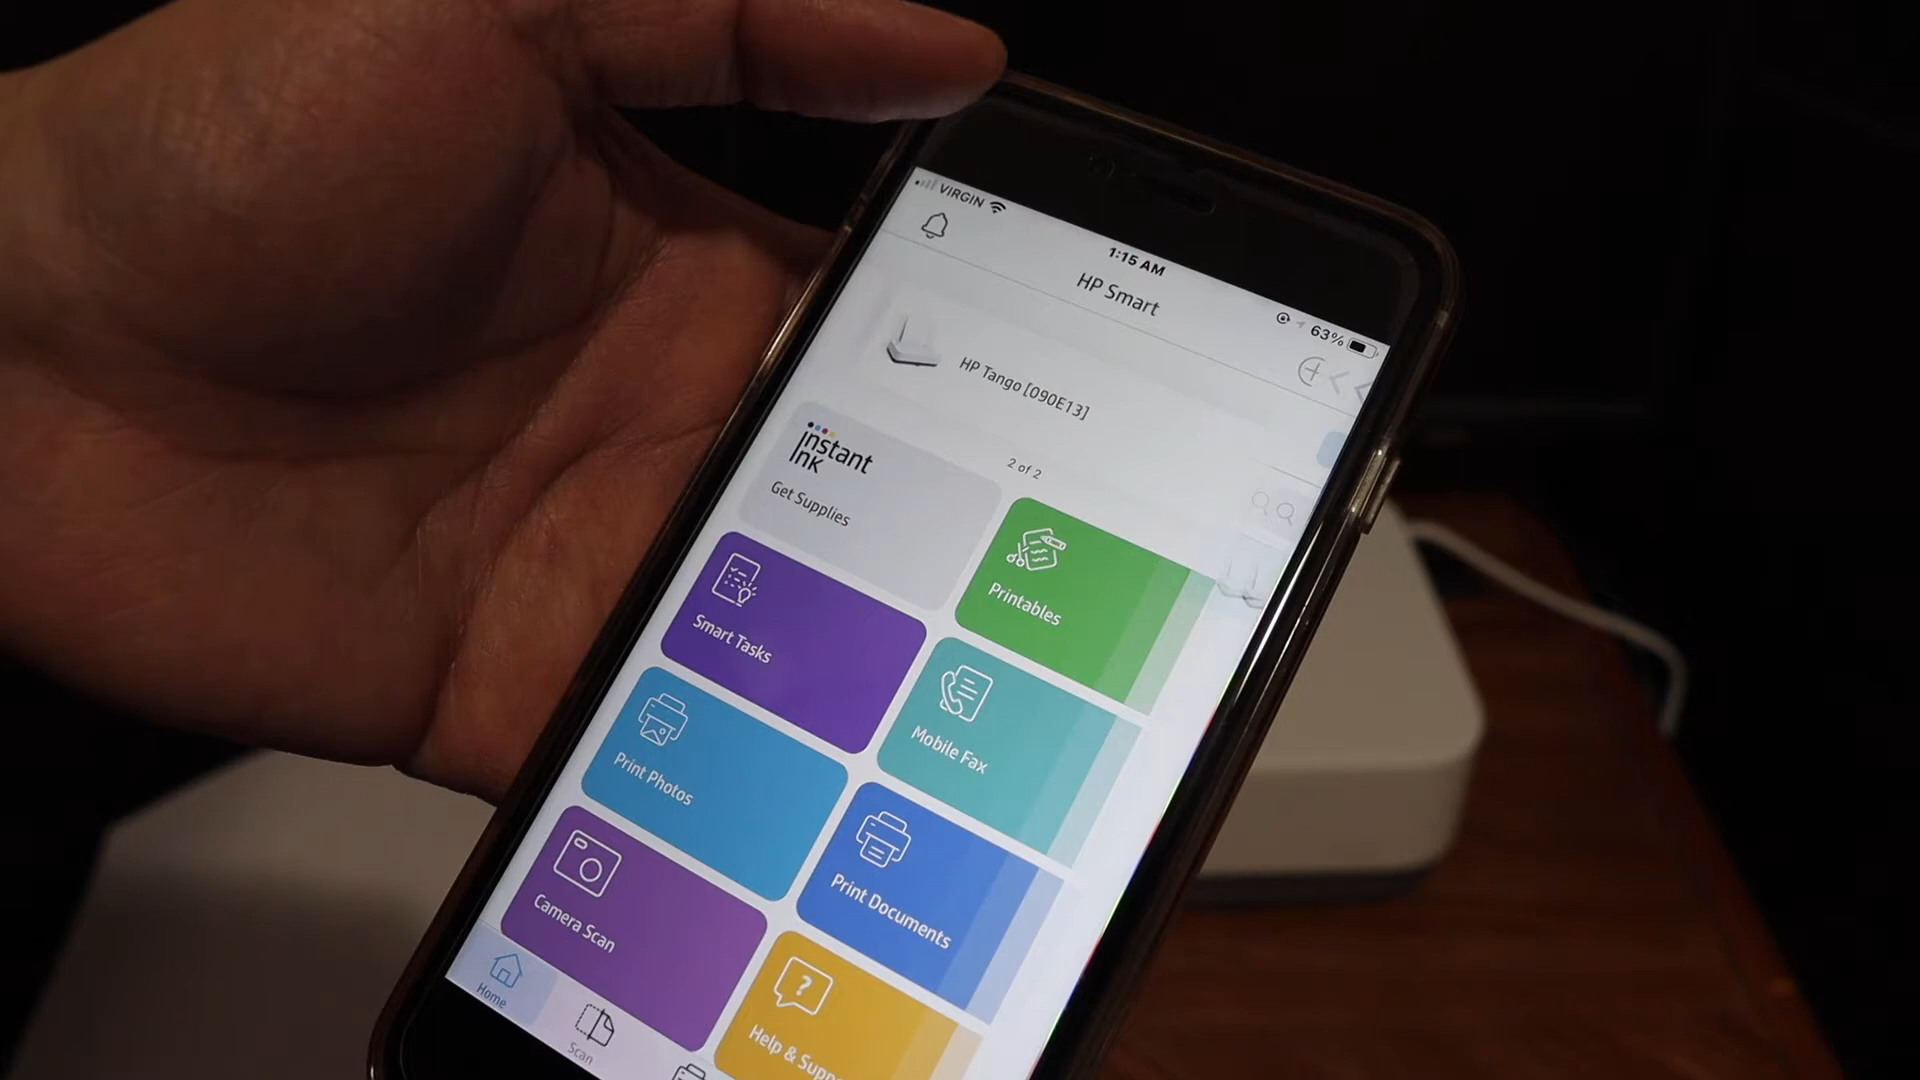 VIRGIN
1:15 AM
63%
HP Smart
HP Tango [090E13]
2 of 2
instant
ink
Get Supplies
Printables
Smart Tasks
Mobile Fax
Print Photos
Print Documents
Camera Scan
Help &
Home
Scan